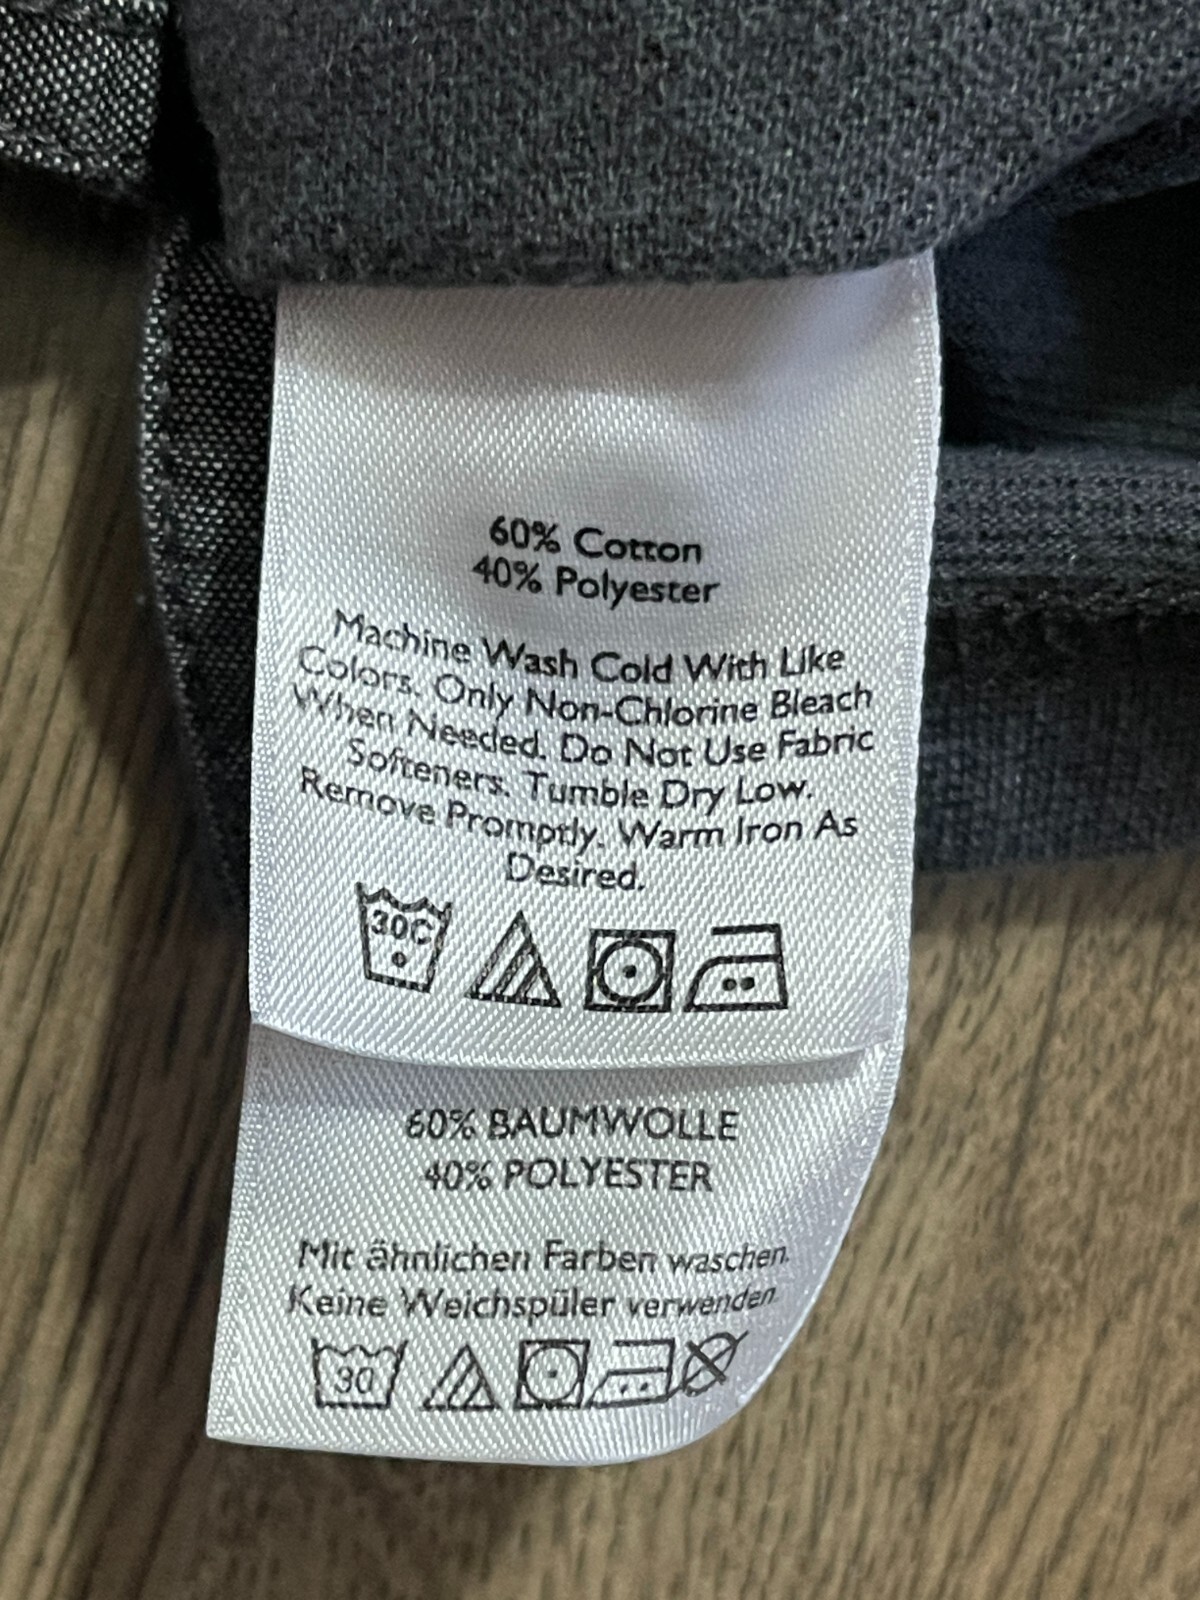 60% Cotton
40% Polyester
Machine Wash Cold With Like
Colors. Only Non-Chlorine Bleach
When Needed. Do Not Use Fabric
Softeners. Tumble Dry Low.
Remove Promptly. Warm Iron As
Desired.
30C
60% BAUMWOLLE
40% POLYESTER
Mit ähnlichen Farben waschen.
Keine Weichspüler verwenden.
30